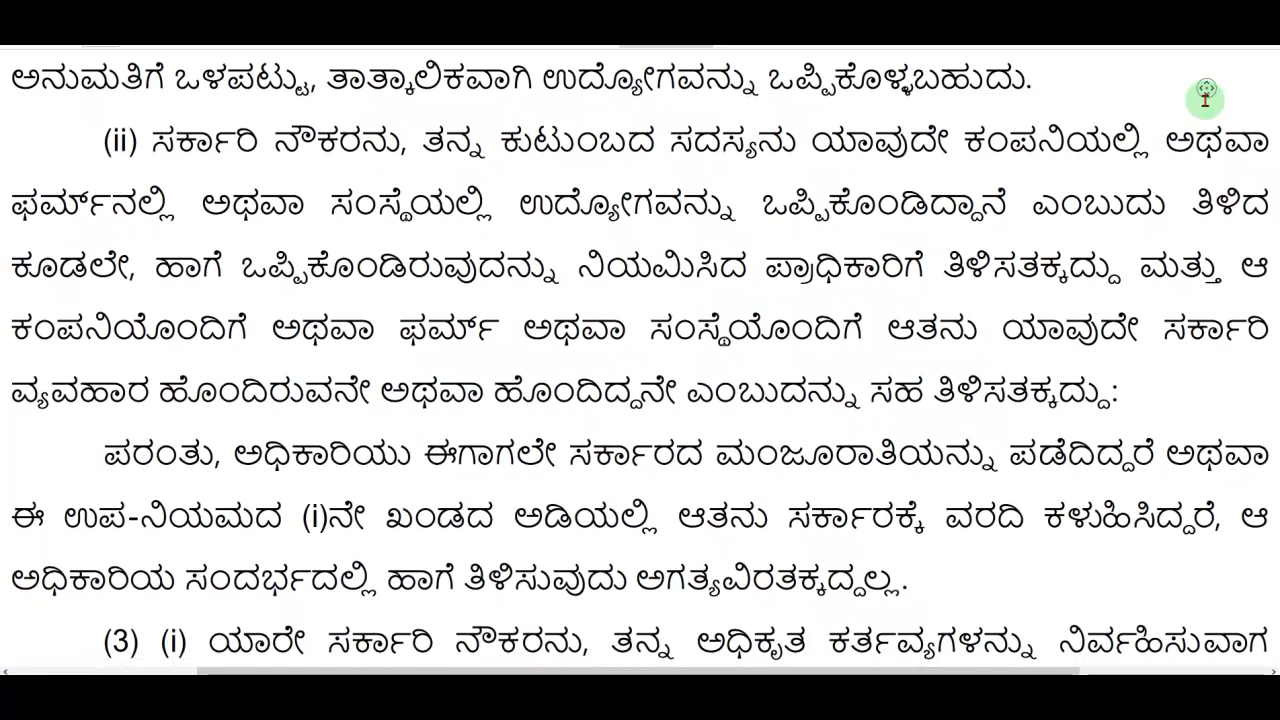 ಅನುಮತಿಗೆ ಒಳಪಟ್ಟು, ತಾತ್ಕಾಲಿಕವಾಗಿ ಉದ್ಯೋಗವನ್ನು ಒಪ್ಪಿಕೊಳ್ಳಬಹುದು.
(ii) ಸರ್ಕಾರಿ ನೌಕರನು, ತನ್ನ ಕುಟುಂಬದ ಸದಸ್ಯನು ಯಾವುದೇ ಕಂಪನಿಯಲ್ಲಿ ಅಥವಾ
ಫರ್ಮ್‌ನಲ್ಲಿ ಅಥವಾ ಸಂಸ್ಥೆಯಲ್ಲಿ ಉದ್ಯೋಗವನ್ನು ಒಪ್ಪಿಕೊಂಡಿದ್ದಾನೆ ಎಂಬುದು ತಿಳಿದ
ಕೂಡಲೇ, ಹಾಗೆ ಒಪ್ಪಿಕೊಂಡಿರುವುದನ್ನು ನಿಯಮಿಸಿದ ಪ್ರಾಧಿಕಾರಿಗೆ ತಿಳಿಸತಕ್ಕದ್ದು ಮತ್ತು ಆ
ಕಂಪನಿಯೊಂದಿಗೆ ಅಥವಾ ಫರ್ಮ್ ಅಥವಾ ಸಂಸ್ಥೆಯೊಂದಿಗೆ ಆತನು ಯಾವುದೇ ಸರ್ಕಾರಿ
ವ್ಯವಹಾರ ಹೊಂದಿರುವನೇ ಅಥವಾ ಹೊಂದಿದ್ದನೇ ಎಂಬುದನ್ನು ಸಹ ತಿಳಿಸತಕ್ಕದ್ದು:
ಪರಂತು, ಅಧಿಕಾರಿಯು ಈಗಾಗಲೇ ಸರ್ಕಾರದ ಮಂಜೂರಾತಿಯನ್ನು ಪಡೆದಿದ್ದರೆ ಅಥವಾ
ಈ ಉಪ-ನಿಯಮದ (i)ನೇ ಖಂಡದ ಅಡಿಯಲ್ಲಿ ಆತನು ಸರ್ಕಾರಕ್ಕೆ ವರದಿ ಕಳುಹಿಸಿದ್ದರೆ, ಆ
ಅಧಿಕಾರಿಯ ಸಂದರ್ಭದಲ್ಲಿ ಹಾಗೆ ತಿಳಿಸುವುದು ಅಗತ್ಯವಿರತಕ್ಕದ್ದಲ್ಲ.
(3) (i) ಯಾರೇ ಸರ್ಕಾರಿ ನೌಕರನು, ತನ್ನ ಅಧಿಕೃತ ಕರ್ತವ್ಯಗಳನ್ನು ನಿರ್ವಹಿಸುವಾಗ